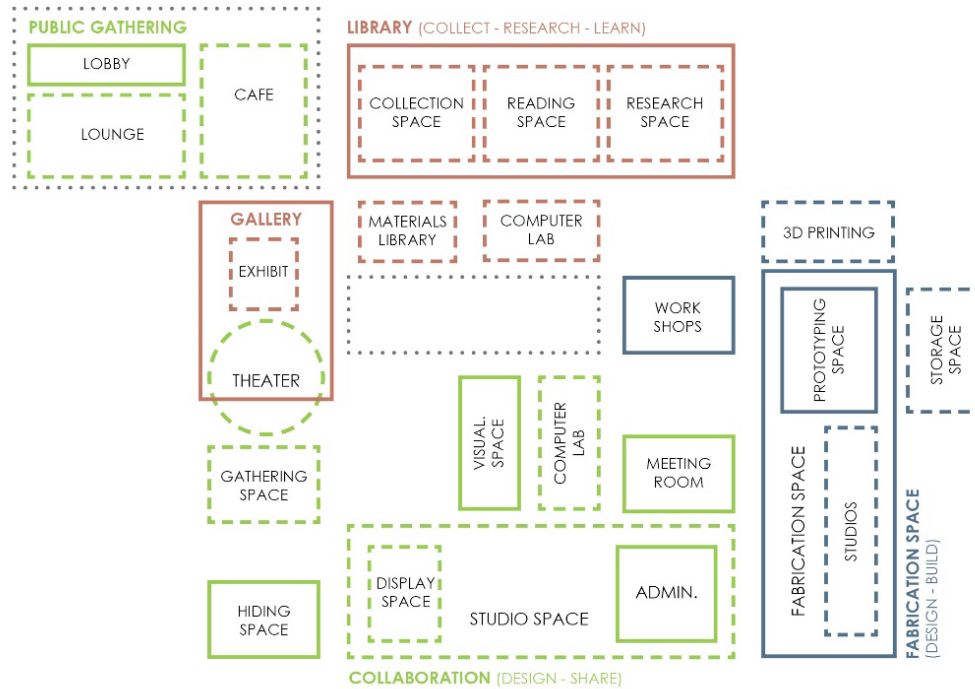 PUBLIC GATHERING
LOBBY
LOUNGE
CAFE
LIBRARY (COLLECT - RESEARCH - LEARN)
COLLECTION
SPACE
READING
SPACE
RESEARCH
SPACE
GALLERY
EXHIBIT
THEATER
MATERIALS
LIBRARY
COMPUTER
LAB
WORK
SHOPS
3D PRINTING
PROTOTYPING
SPACE
STORAGE
SPACE
VISUAL.
SPACE
COMPUTER
LAB
MEETING
ROOM
GATHERING
SPACE
HIDING
SPACE
DISPLAY
SPACE
STUDIO SPACE
ADMIN.
FABRICATION SPACE
STUDIOS
FABRICATION SPACE
(DESIGN - BUILD)
COLLABORATION (DESIGN - SHARE)